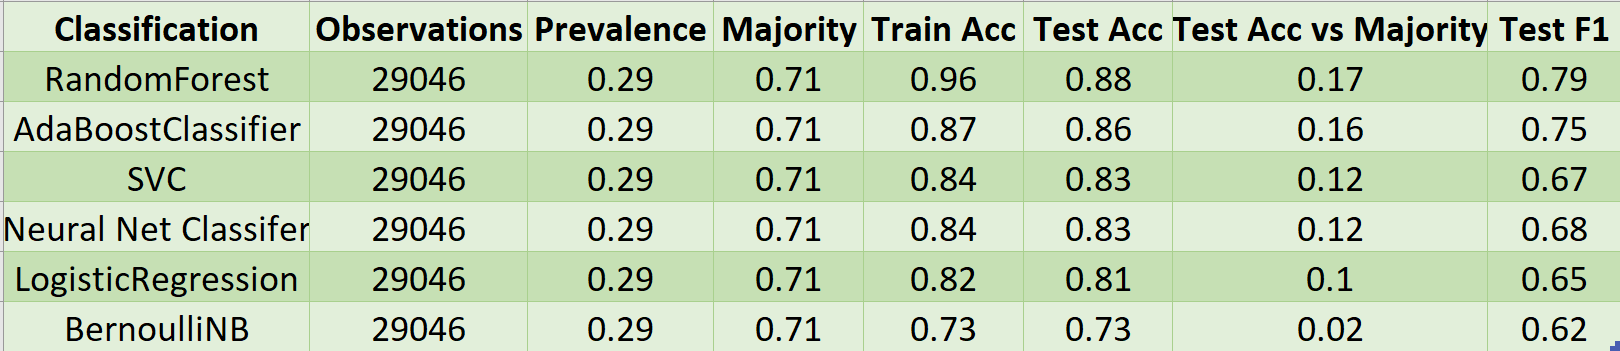 Classification Observations Prevalence Majority Train Acc Test Acc Test Acc vs Majority Test F1
RandomForest 29046 0.29 0.71 0.96 0.88 0.17 0.79
AdaBoostClassifier 29046 0.29 0.71 0.87 0.86 0.16 0.75
SVC 29046 0.29 0.71 0.84 0.83 0.12 0.67
Neural Net Classifer 29046 0.29 0.71 0.84 0.83 0.12 0.68
LogisticRegression 29046 0.29 0.71 0.82 0.81 0.1 0.65
BernoulliNB 29046 0.29 0.71 0.73 0.73 0.02 0.62